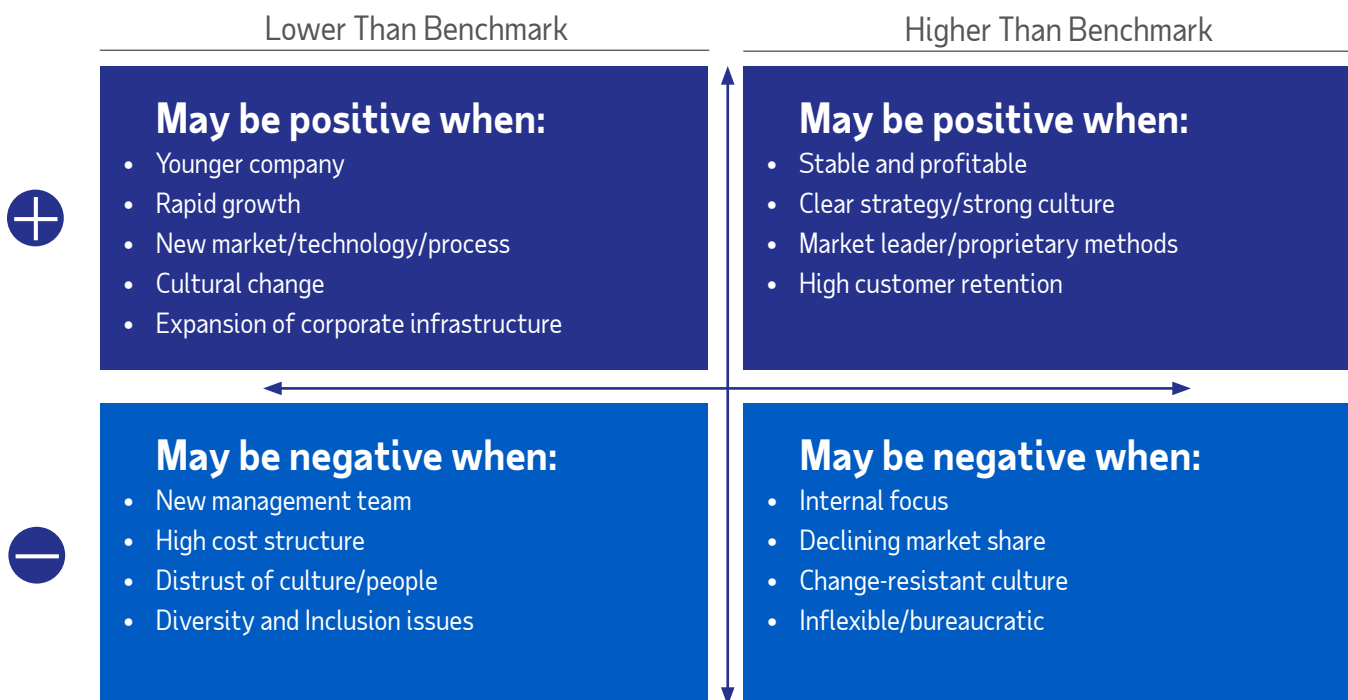 Lower Than Benchmark
Higher Than Benchmark
May be positive when:
• Younger company
• Rapid growth
• New market/technology/process
• Cultural change
• Expansion of corporate infrastructure
May be positive when:
• Stable and profitable
• Clear strategy/strong culture
• Market leader/proprietary methods
• High customer retention
May be negative when:
• New management team
• High cost structure
• Distrust of culture/people
• Diversity and Inclusion issues
May be negative when:
• Internal focus
• Declining market share
• Change-resistant culture
• Inflexible/bureaucratic